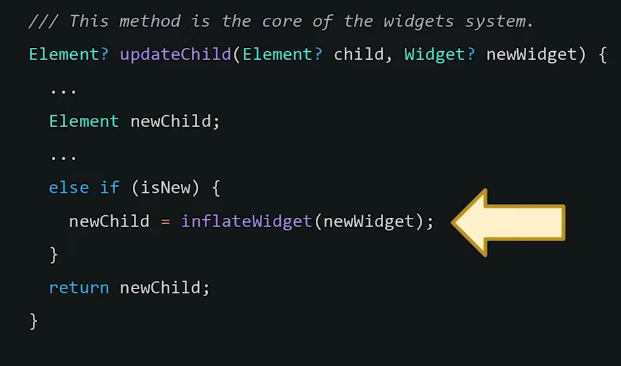 /// This method is the core of the widgets system.
Element? updateChild(Element? child, Widget? newWidget) {
...
Element newChild;
...
else if (isNew) {
newChild = inflateWidget(newWidget);
}
return newChild;
}